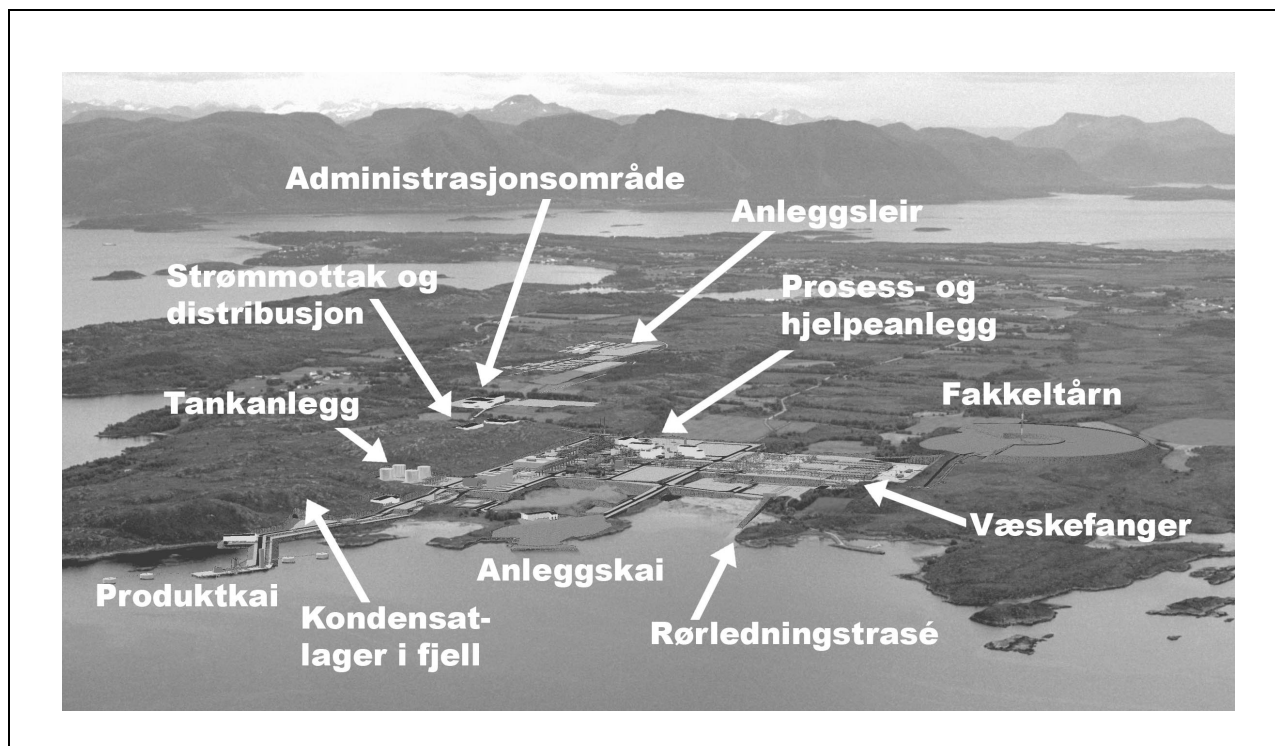 Administrasjonsområde
Anleggsleir
Strømmottak og
distribusjon
Prosess- og
hjelpeanlegg
Tankanlegg
Fakkeltårn
Væskefanger
Anleggskai
Produktkai
Kondensat-
lager i fjell
Rørledningstrasé